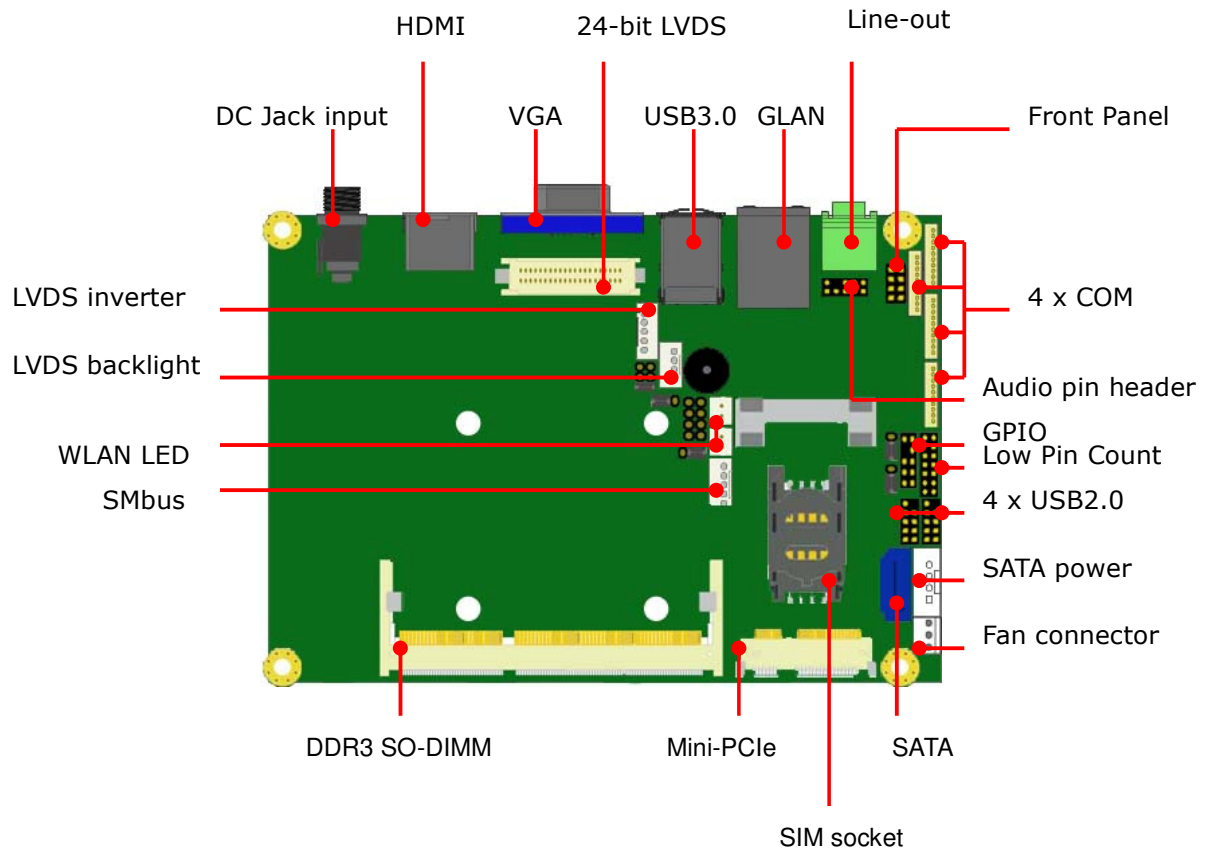 HDMI
24-bit LVDS
Line-out
DC Jack input
VGA
USB3.0
GLAN
Front Panel
LVDS inverter
4 x COM
LVDS backlight
Audio pin header
GPIO
WLAN LED
Low Pin Count
SMbus
4 x USB2.0
SATA power
Fan connector
DDR3 SO-DIMM
Mini-PCIe
SATA
SIM socket